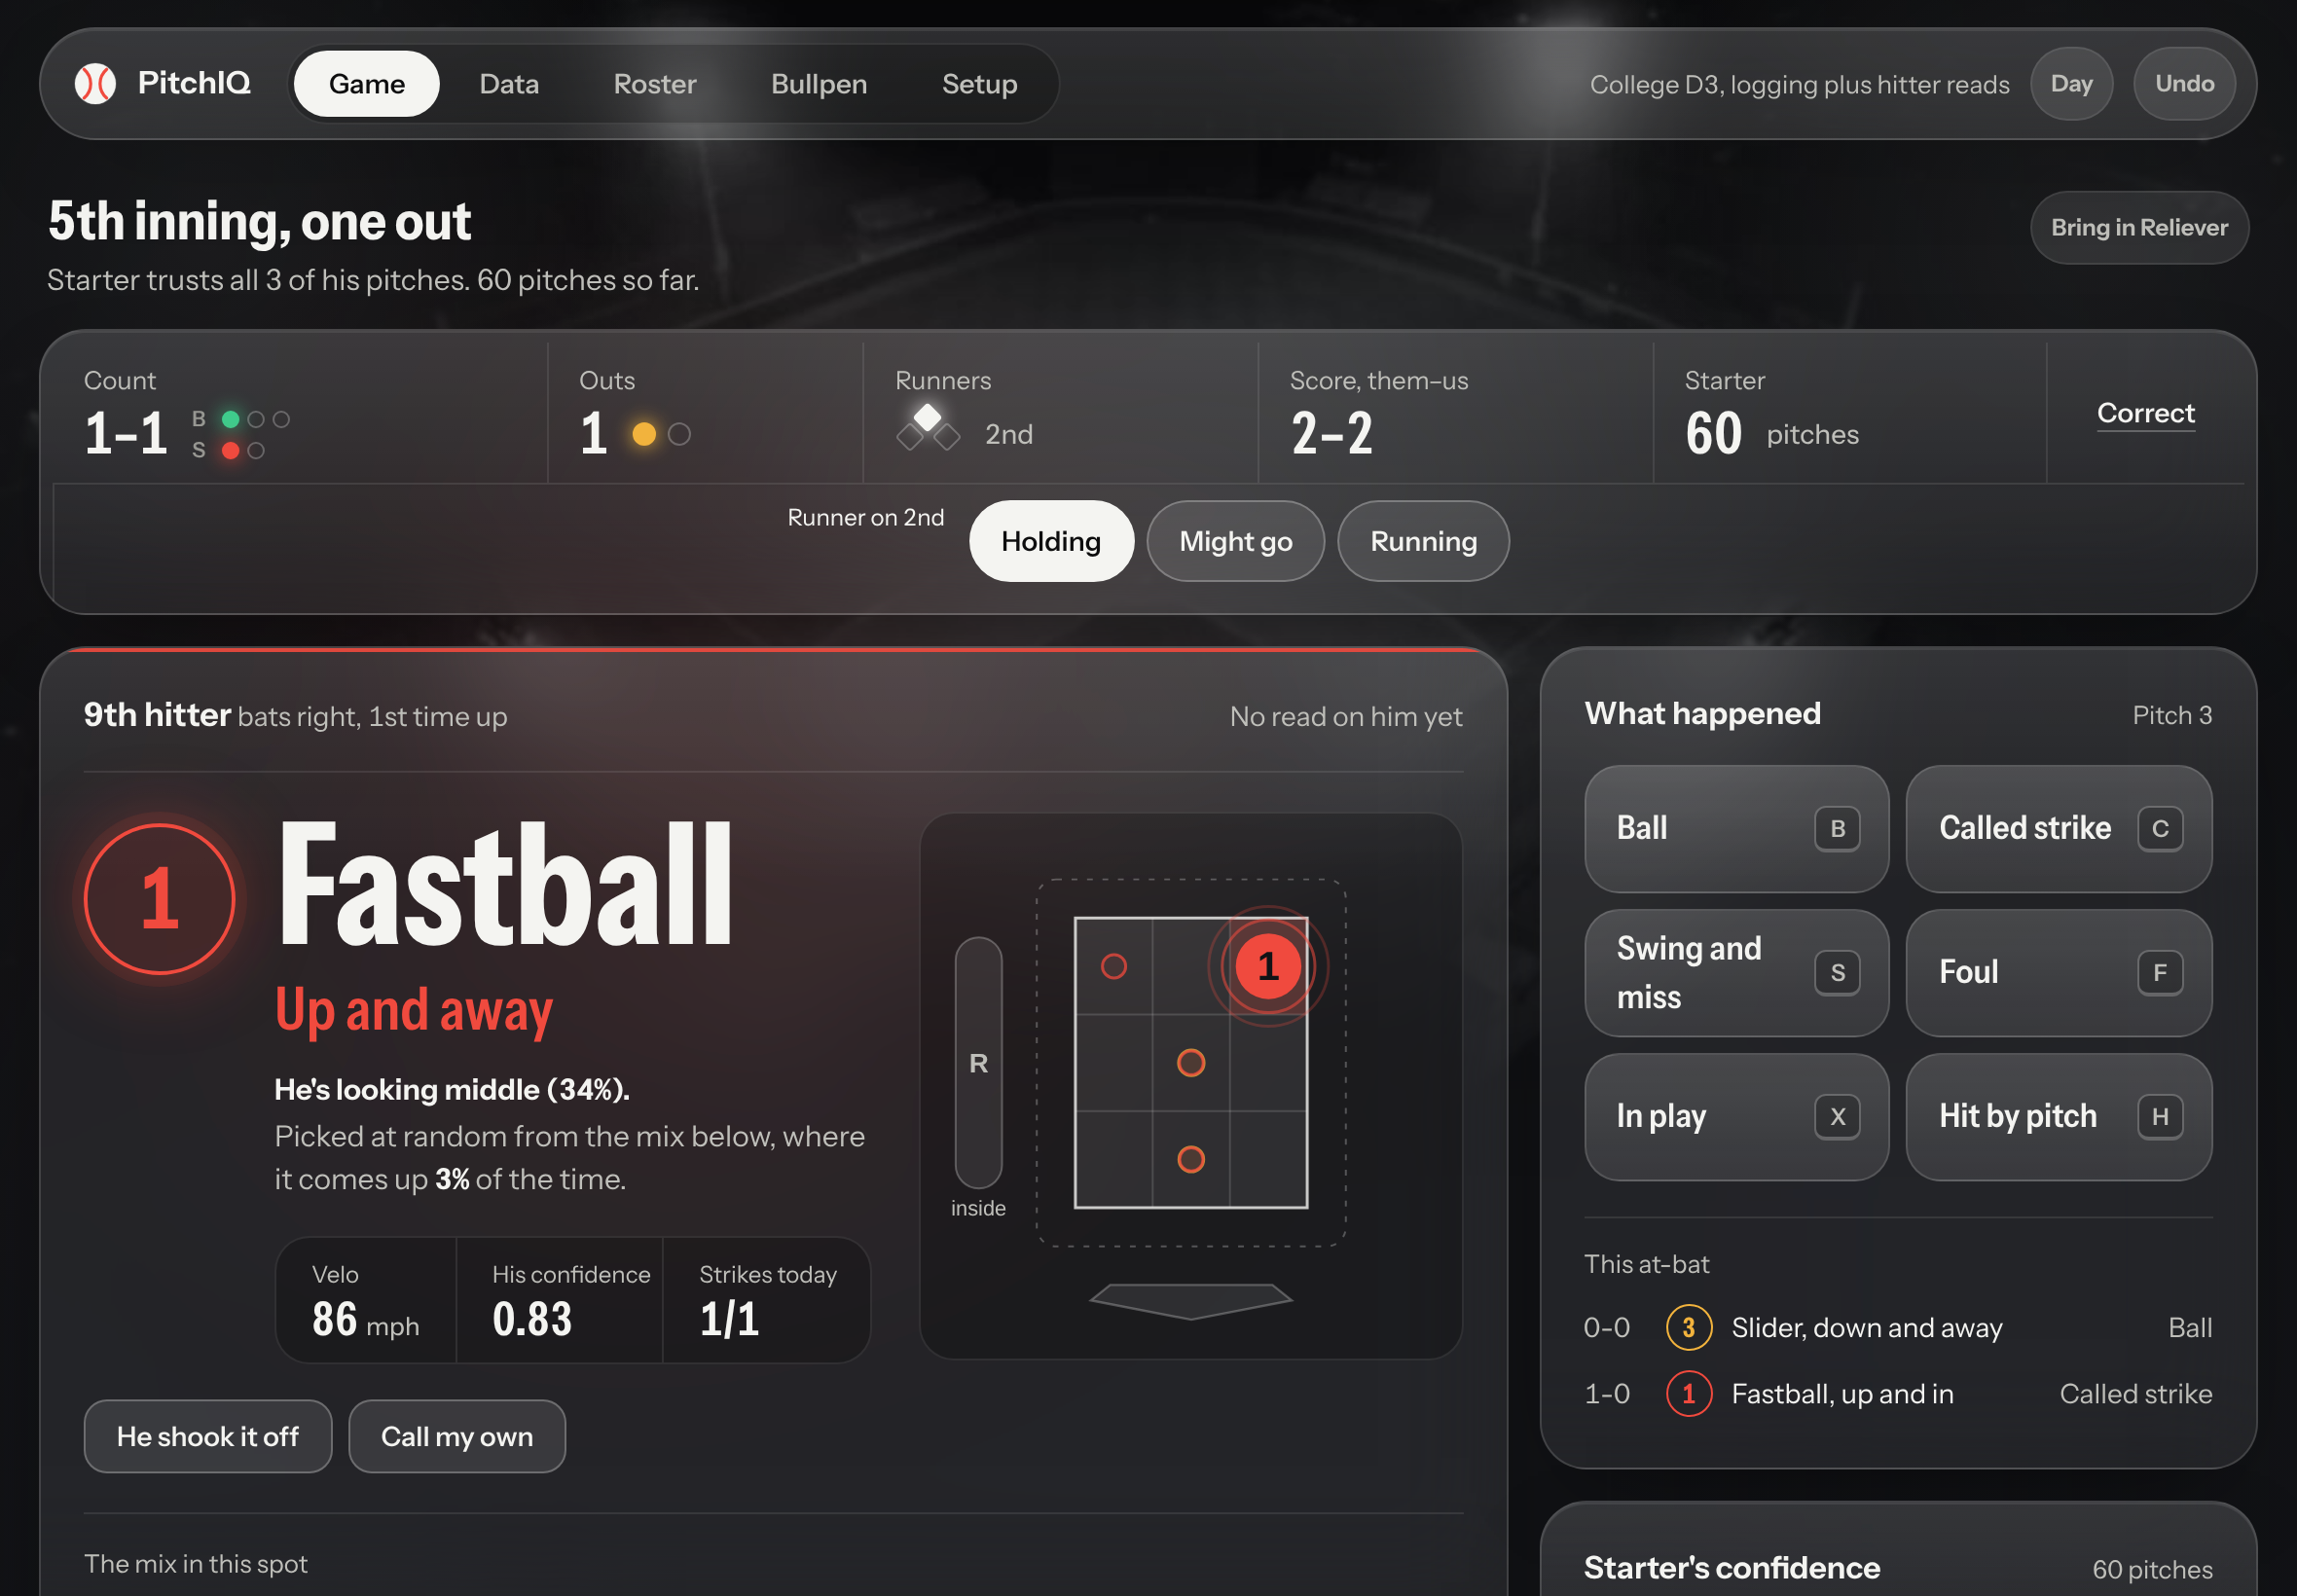 PitchIQ
Game
Data
Roster
Bullpen
Setup
College D3, logging plus hitter reads
Day
Undo
5th inning, one out
Starter trusts all 3 of his pitches. 60 pitches so far.
Bring in Reliever
Count
1–1
B
S
Outs
1
Runners
2nd
Score, them–us
2–2
Starter
60 pitches
Correct
Runner on 2nd
Holding
Might go
Running
9th hitter bats right, 1st time up
No read on him yet
1
Fastball
Up and away
He's looking middle (34%).
Picked at random from the mix below, where
it comes up 3% of the time.
Velo
86 mph
His confidence
0.83
Strikes today
1/1
1
R
inside
He shook it off
Call my own
The mix in this spot
What happened
Pitch 3
Ball
B
Called strike
C
Swing and
miss
S
Foul
F
In play
X
Hit by pitch
H
This at-bat
0-0 3 Slider, down and away Ball
1-0 1 Fastball, up and in Called strike
Starter's confidence
60 pitches